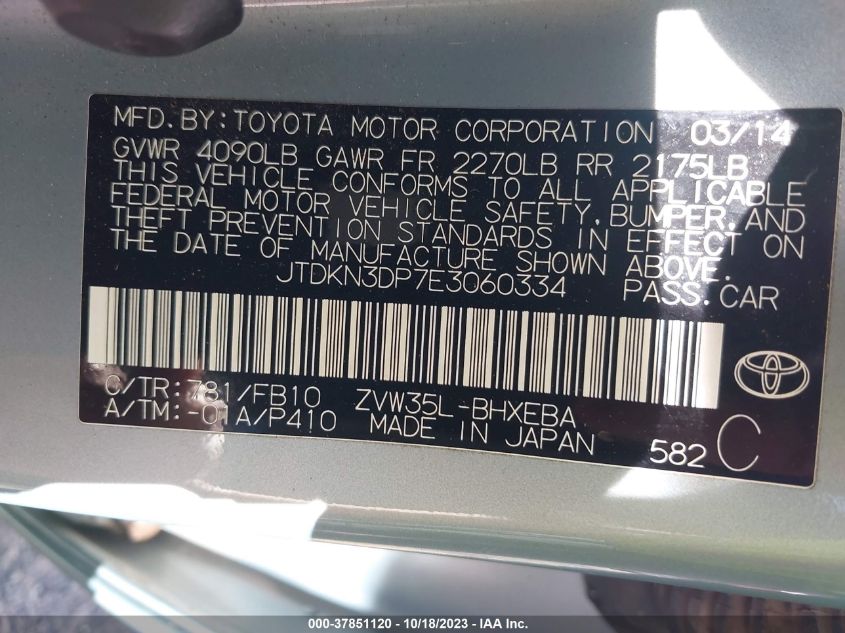 MFD.BY:TOYOTA MOTOR CORPORATION 03/14
GVWR 4090LB GAWR FR 2270LB RR 2175LB
THIS VEHICLE CONFORMS TO ALL APPLICABLE
FEDERAL MOTOR VEHICLE SAFETY, BUMPER, AND
THEFT PREVENTION STANDARDS IN EFFECT ON
THE DATE OF MANUFACTURE SHOWN ABOVE.
JTDKN3DP7E3060334 PASS.CAR
C/TR:781/FB10 ZVW35L-BHXEBA
A/TM:-01A/P410 MADE IN JAPAN 582 C
000-37851120 - 10/18/2023 - IAA Inc.